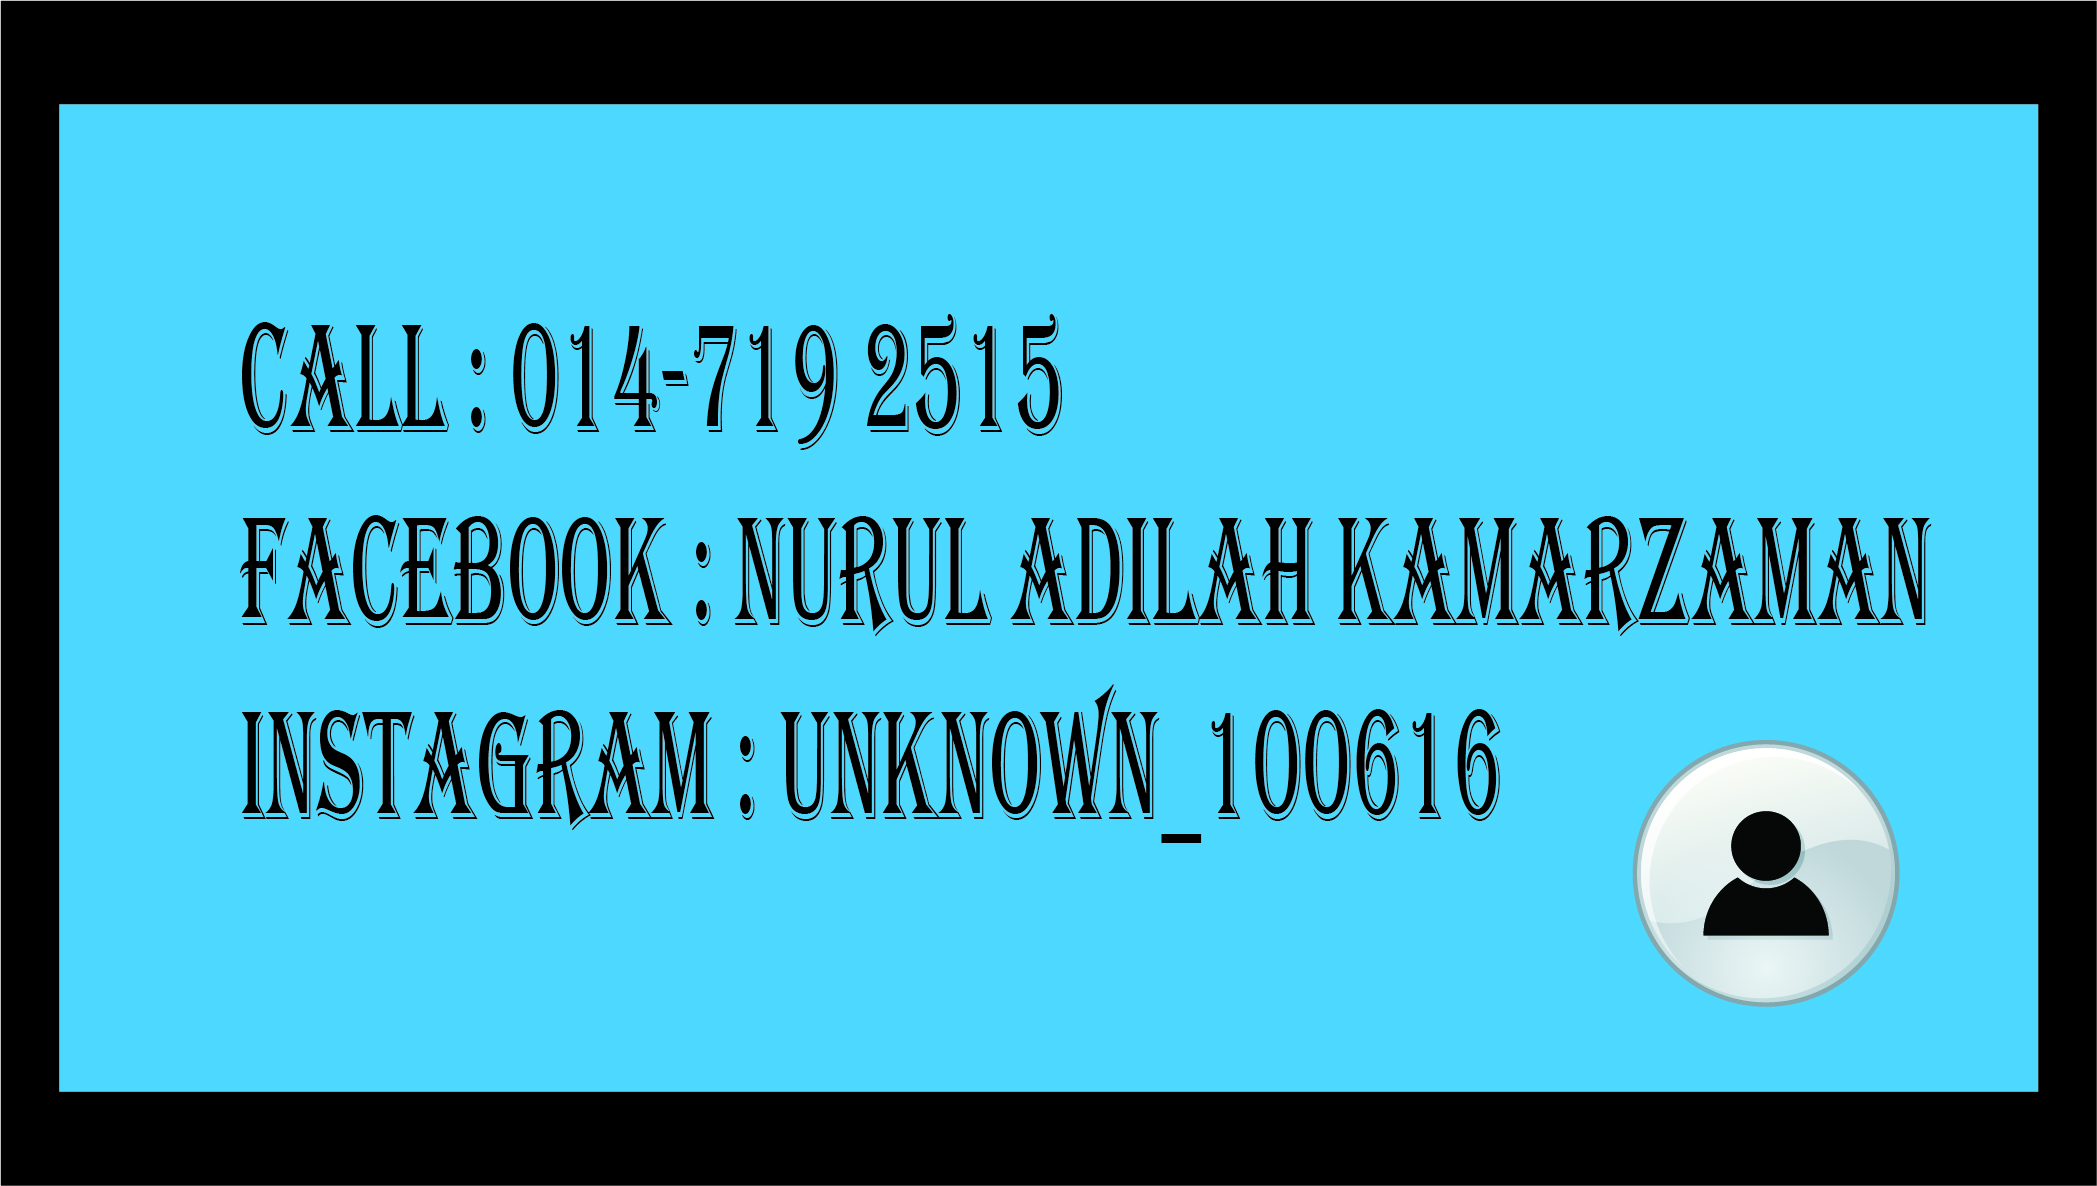 CALL : 014-719 2515
FACEBOOK : NURUL ADILAH KAMARZAMAN
INSTAGRAM : UNKNOWN_100616